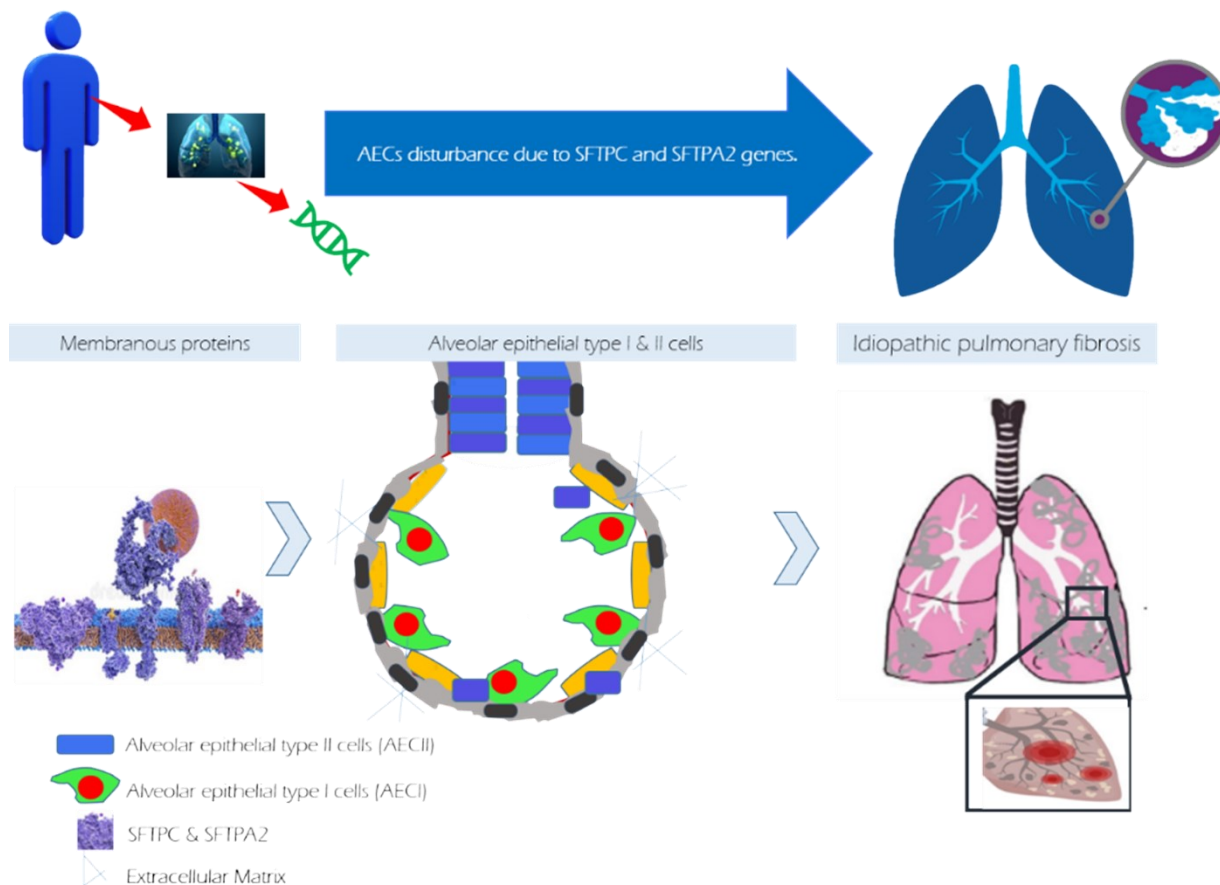 AECs disturbance due to SFTPC and SFTPA2 genes.
Membranous proteins
Alveolar epithelial type I & II cells
Idiopathic pulmonary fibrosis
Alveolar epithelial type II cells (AECII)
Alveolar epithelial type I cells (AECI)
SFTPC & SFTPA2
Extracellular Matrix